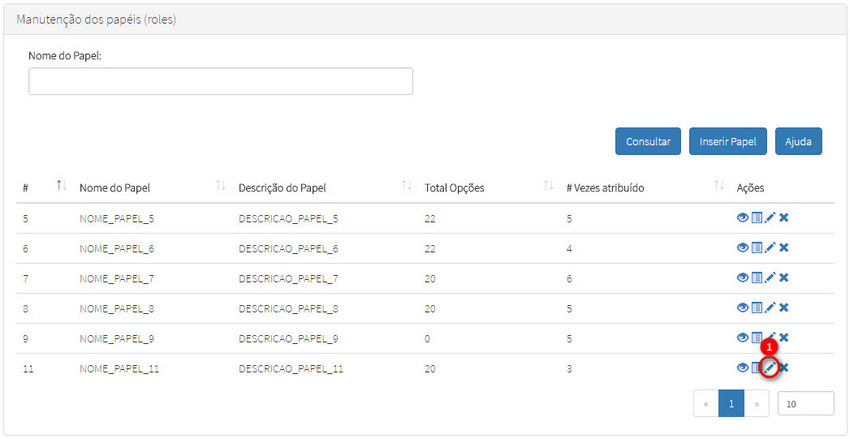 Manutenção dos papéis (roles)
Nome do Papel:
Consultar Inserir Papel Ajuda
# Nome do Papel Descrição do Papel Total Opções # Vezes atribuído Ações
5 NOME_PAPEL_5 DESCRICAO_PAPEL_5 22 5
6 NOME_PAPEL_6 DESCRICAO_PAPEL_6 22 4
7 NOME_PAPEL_7 DESCRICAO_PAPEL_7 20 6
8 NOME_PAPEL_8 DESCRICAO_PAPEL_8 20 5
9 NOME_PAPEL_9 DESCRICAO_PAPEL_9 0 5
1
11 NOME_PAPEL_11 DESCRICAO_PAPEL_11 20 3
« 1 » 10